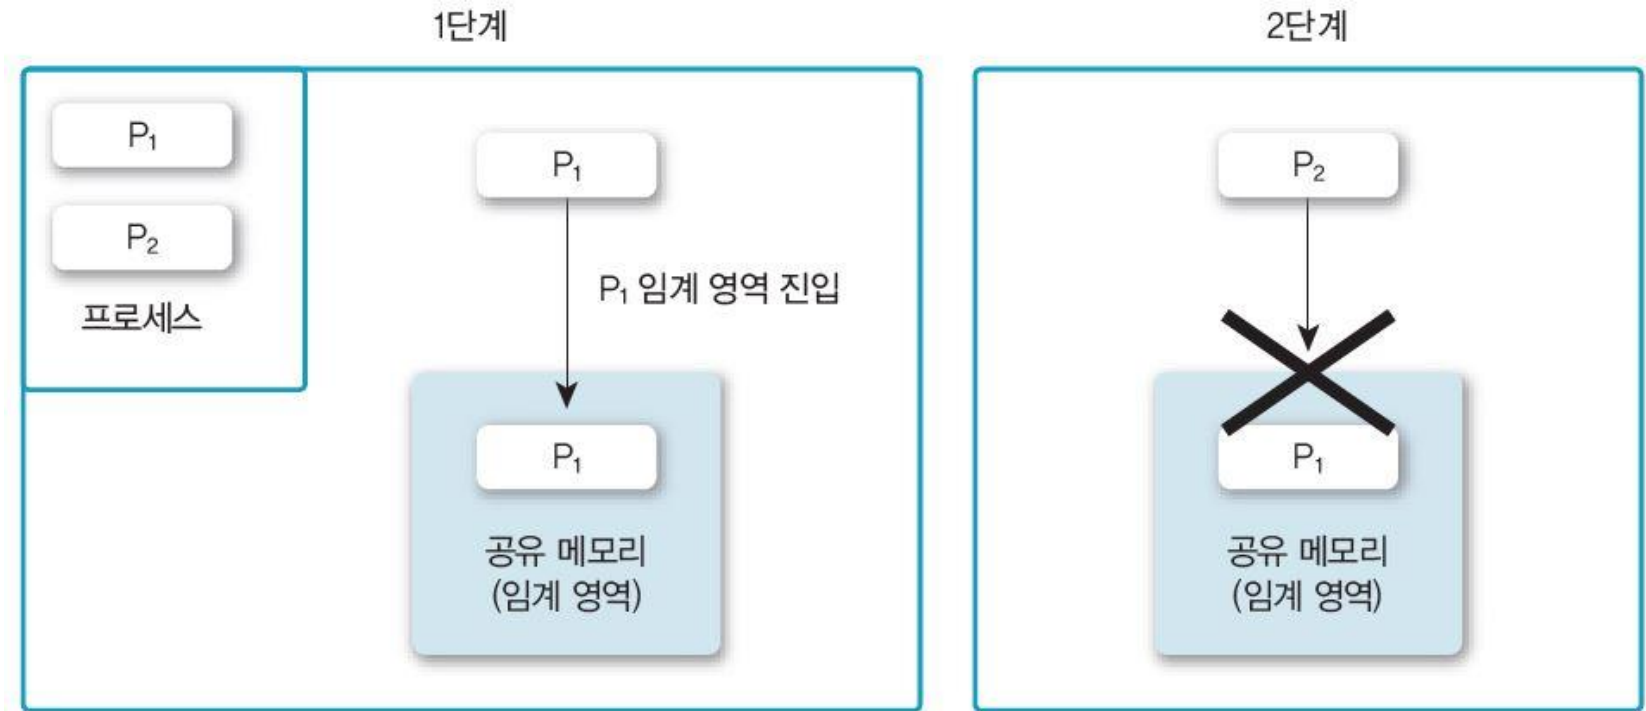 1단계
P₁
P₂
프로세스
P₁
P₁ 임계 영역 진입
P₁
공유 메모리
(임계 영역)
2단계
P₂
P₁
공유 메모리
(임계 영역)